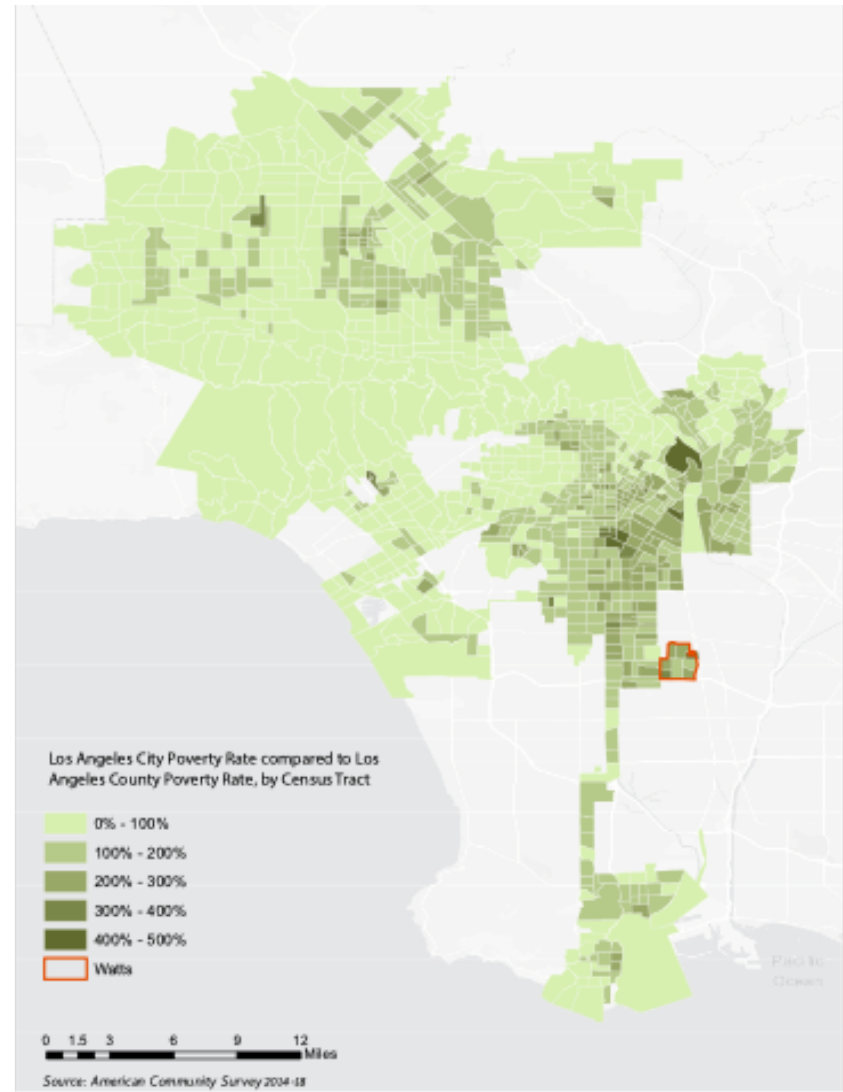 Los Angeles City Poverty Rate compared to Los
Angeles County Poverty Rate, by Census Tract
0% - 100%
100% - 200%
200% - 300%
300% - 400%
400% - 500%
Watts
Pacific
Ocean
0 1.5 3 6 9 12
Miles
Source: American Community Survey 2014-18